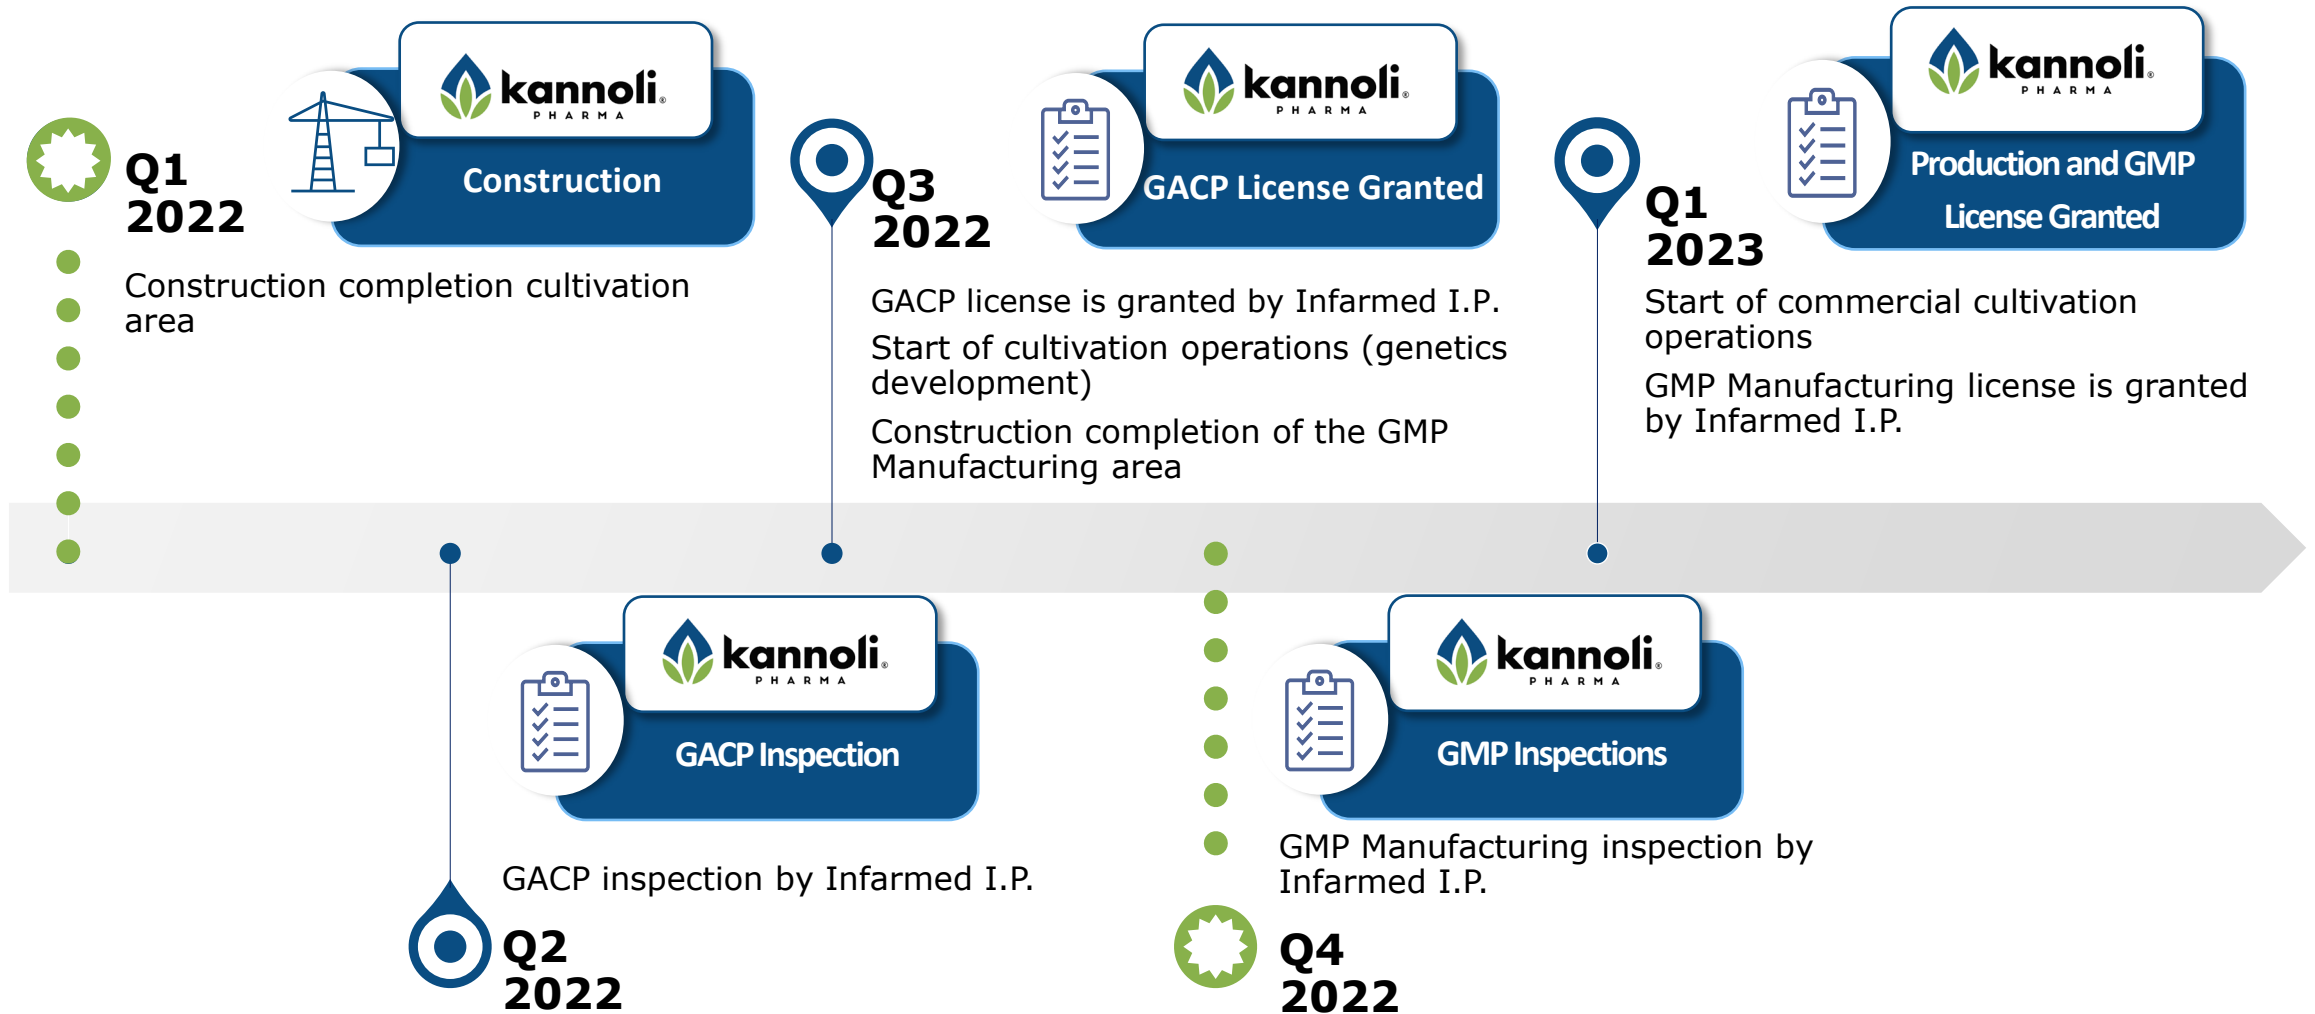 Q1
2022
kannoli®
PHARMA
Construction
Construction completion cultivation
area
Q3
2022
kannoli®
PHARMA
GACP License Granted
GACP license is granted by Infarmed I.P.
Start of cultivation operations (genetics
development)
Construction completion of the GMP
Manufacturing area
Q1
2023
kannoli®
PHARMA
Production and GMP
License Granted
Start of commercial cultivation
operations
GMP Manufacturing license is granted
by Infarmed I.P.
kannoli®
PHARMA
GACP Inspection
GACP inspection by Infarmed I.P.
Q2
2022
kannoli®
PHARMA
GMP Inspections
GMP Manufacturing inspection by
Infarmed I.P.
Q4
2022